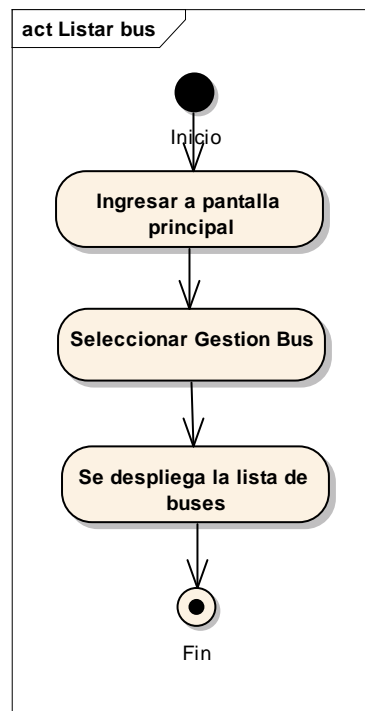 act Listar bus
Inicio
Ingresar a pantalla
principal
Seleccionar Gestion Bus
Se despliega la lista de
buses
Fin